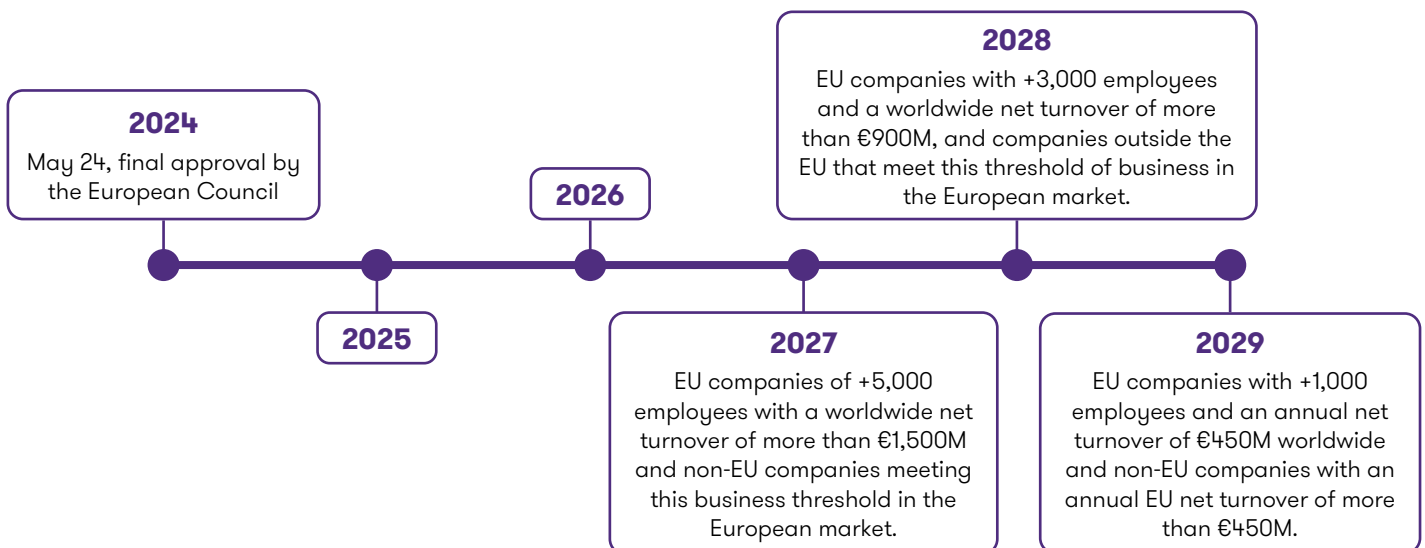 2024
May 24, final approval by
the European Council
2025
2026
2027
EU companies of +5,000
employees with a worldwide net
turnover of more than €1,500M
and non-EU companies meeting
this business threshold in the
European market.
2028
EU companies with +3,000 employees
and a worldwide net turnover of more
than €900M, and companies outside the
EU that meet this threshold of business in
the European market.
2029
EU companies with +1,000
employees and an annual net
turnover of €450M worldwide
and non-EU companies with an
annual EU net turnover of more
than €450M.